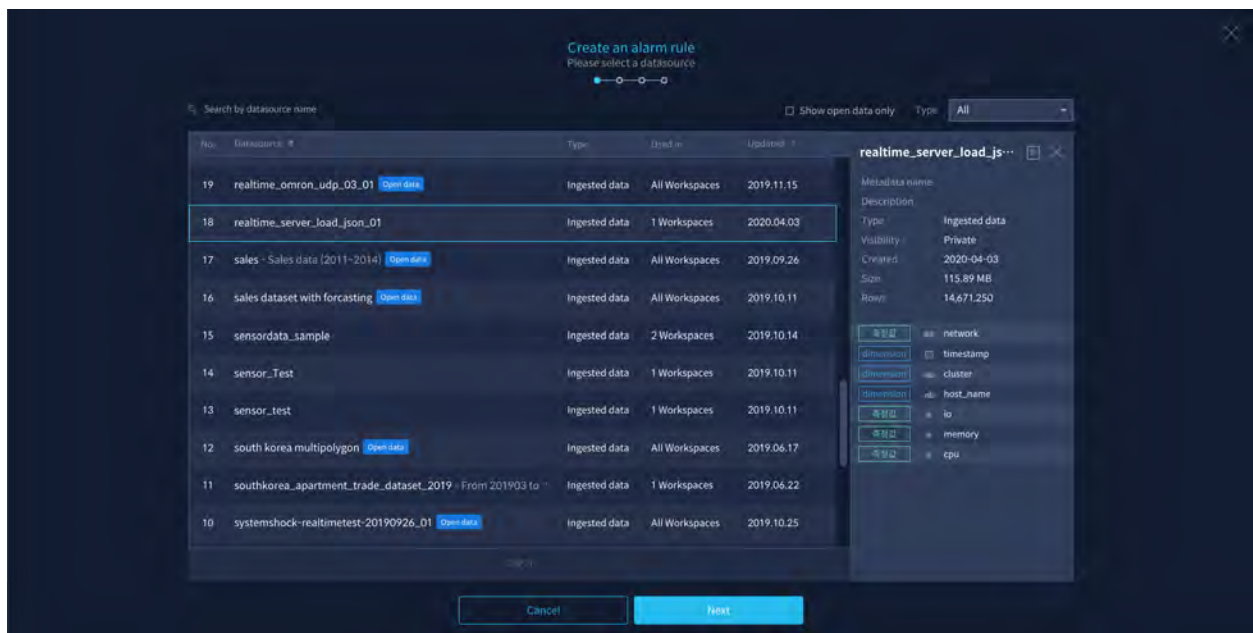 Create an alarm rule
Please select a datasource
Search by datasource name
Show open data only Type All
No. Datasource Type Used in Updated
19 realtime_omron_udp_03_01 Open data Ingested data All Workspaces 2019.11.15
18 realtime_server_load_json_01 Ingested data 1 Workspaces 2020.04.03
17 sales - Sales data (2011~2014) Open data Ingested data All Workspaces 2019.09.26
16 sales dataset with forcasting Open data Ingested data All Workspaces 2019.10.11
15 sensordata_sample Ingested data 2 Workspaces 2019.10.14
14 sensor_Test Ingested data 1 Workspaces 2019.10.11
13 sensor_test Ingested data 1 Workspaces 2019.10.11
12 south korea multipolygon Open data Ingested data All Workspaces 2019.06.17
11 southkorea_apartment_trade_dataset_2019 - From 201903 to ··· Ingested data 1 Workspaces 2019.06.22
10 systemshock-realtimetest-20190926_01 Open data Ingested data All Workspaces 2019.10.25
realtime_server_load_js···
Metadata name
Description
Type Ingested data
Visibility Private
Created 2020-04-03
Size 115.89 MB
Rows 14,671,250
측정값 network
dimension timestamp
dimension cluster
dimension host_name
측정값 io
측정값 memory
측정값 cpu
Cancel Next